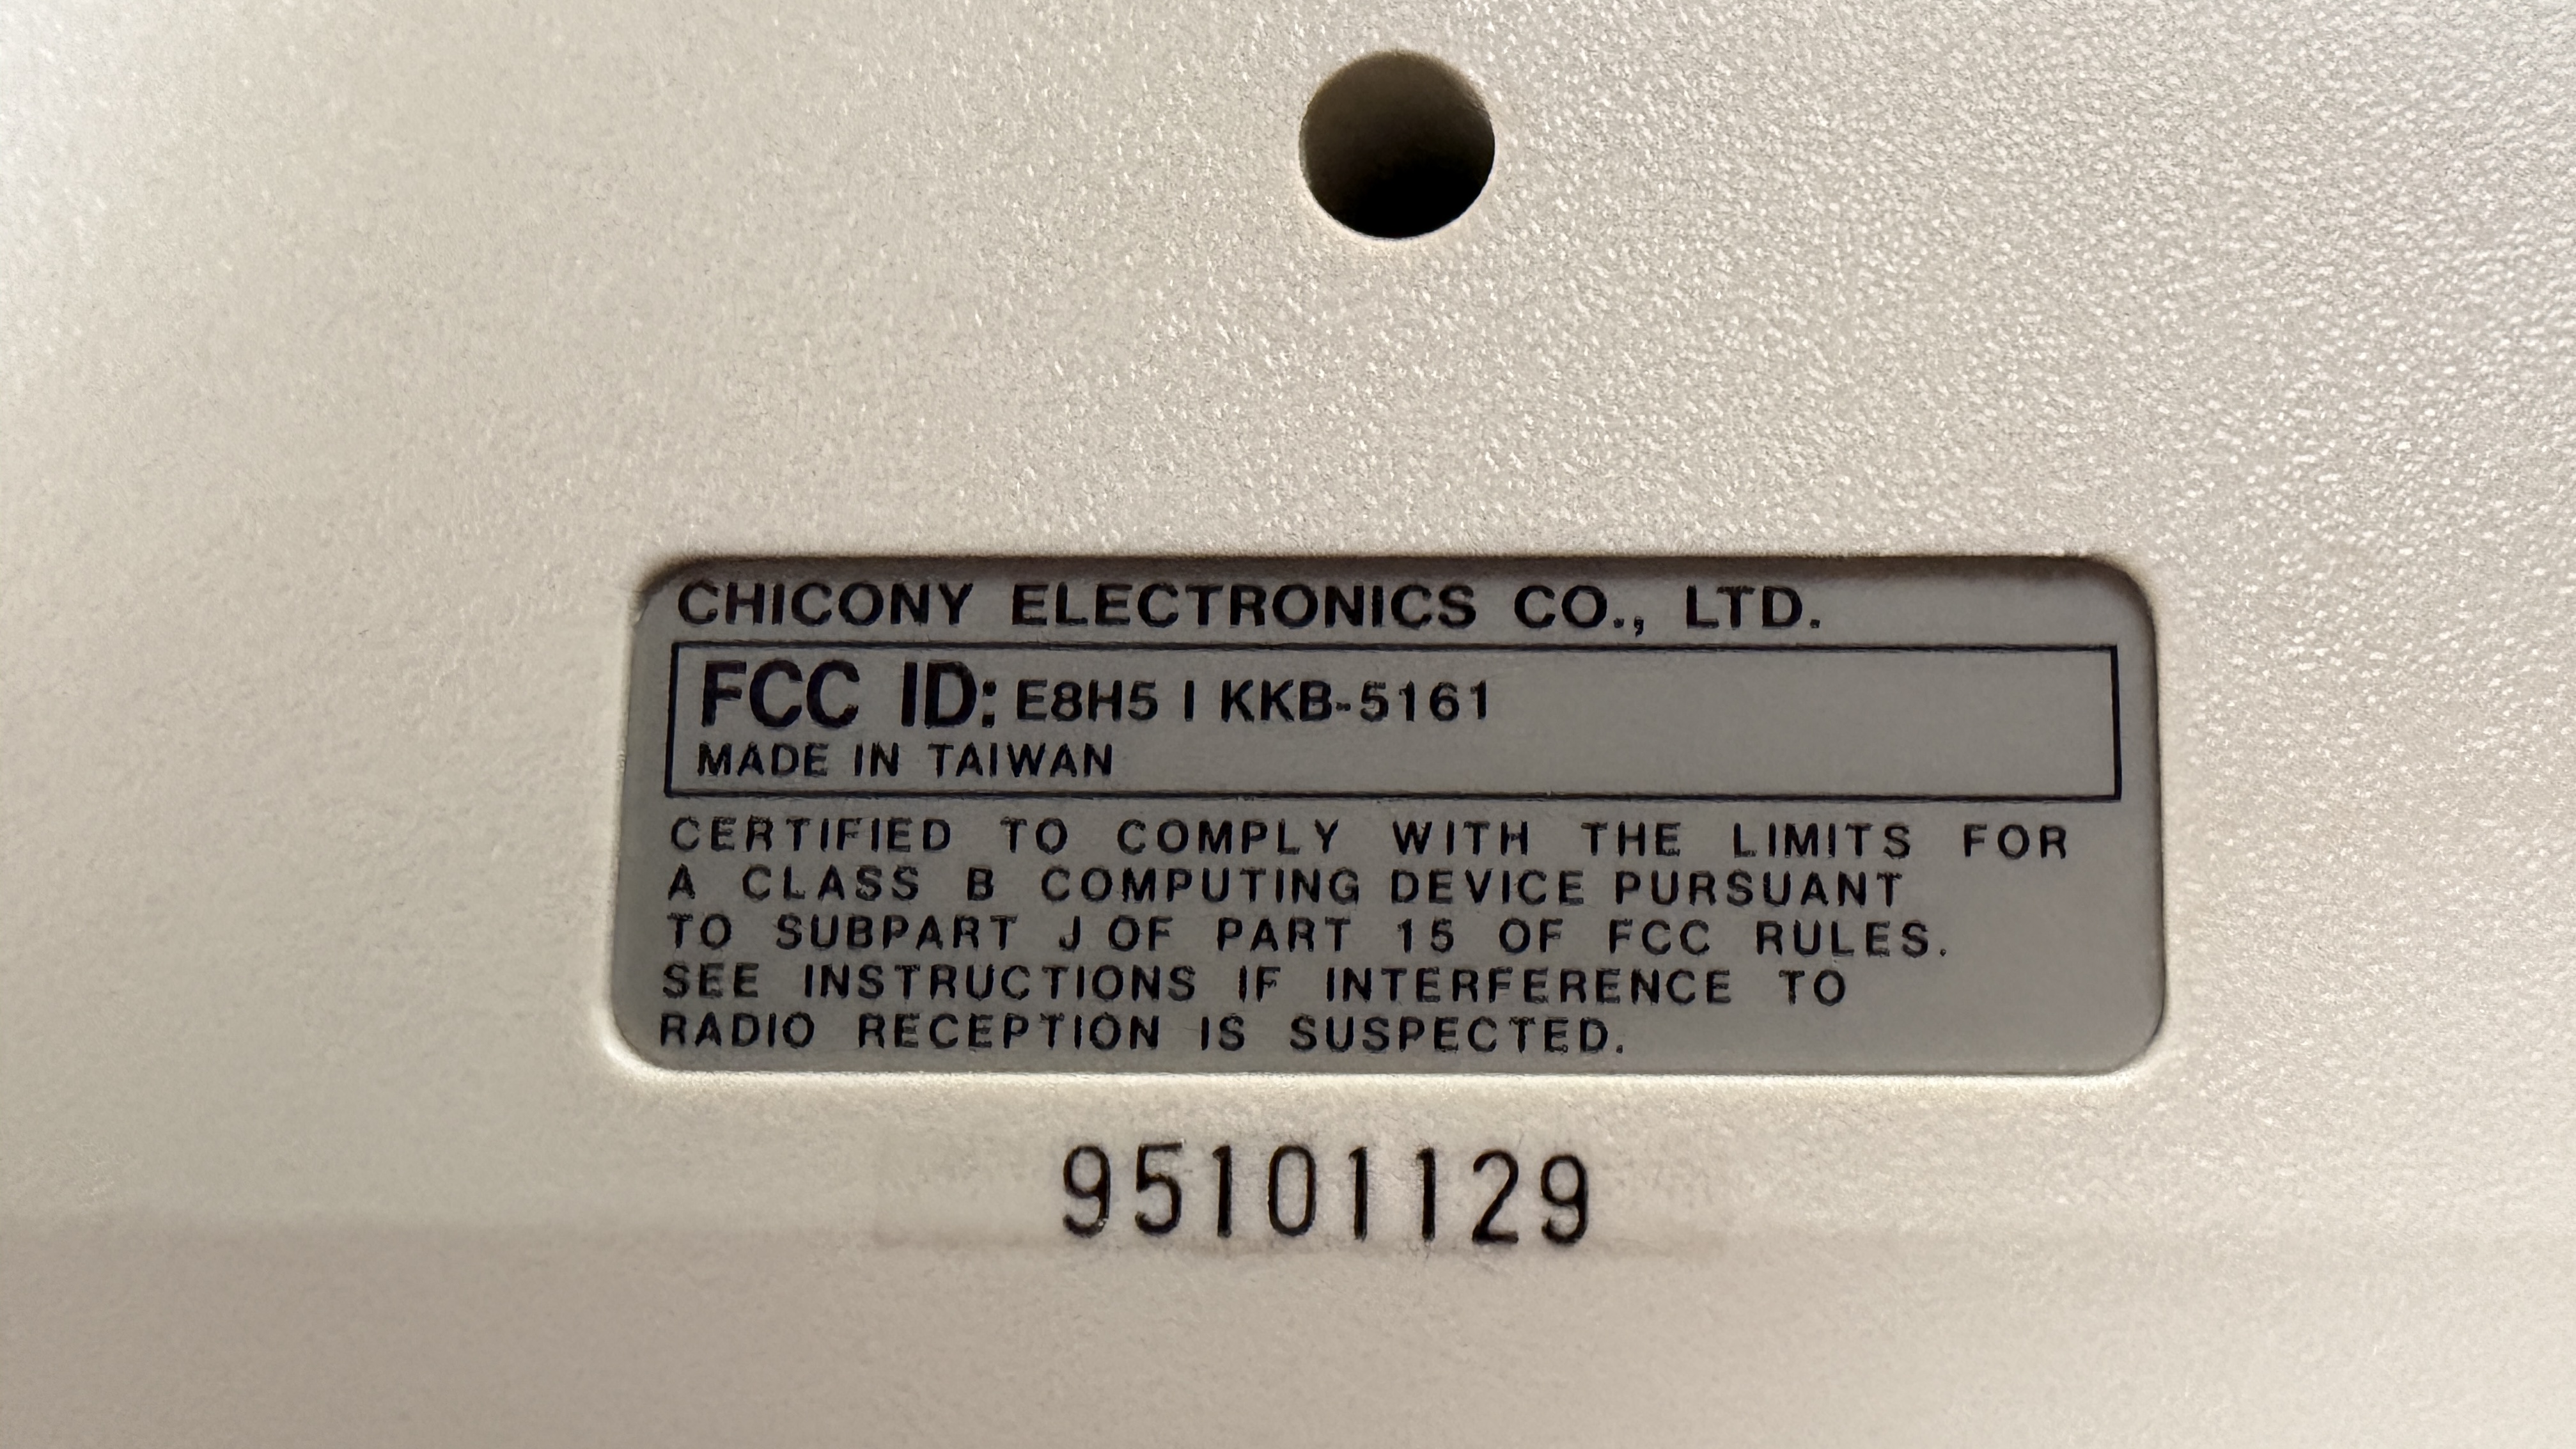 CHICONY ELECTRONICS CO., LTD.
FCC ID: E8H5 I KKB-5161
MADE IN TAIWAN
CERTIFIED TO COMPLY WITH THE LIMITS FOR
A CLASS B COMPUTING DEVICE PURSUANT
TO SUBPART J OF PART 15 OF FCC RULES.
SEE INSTRUCTIONS IF INTERFERENCE TO
RADIO RECEPTION IS SUSPECTED.
95101129